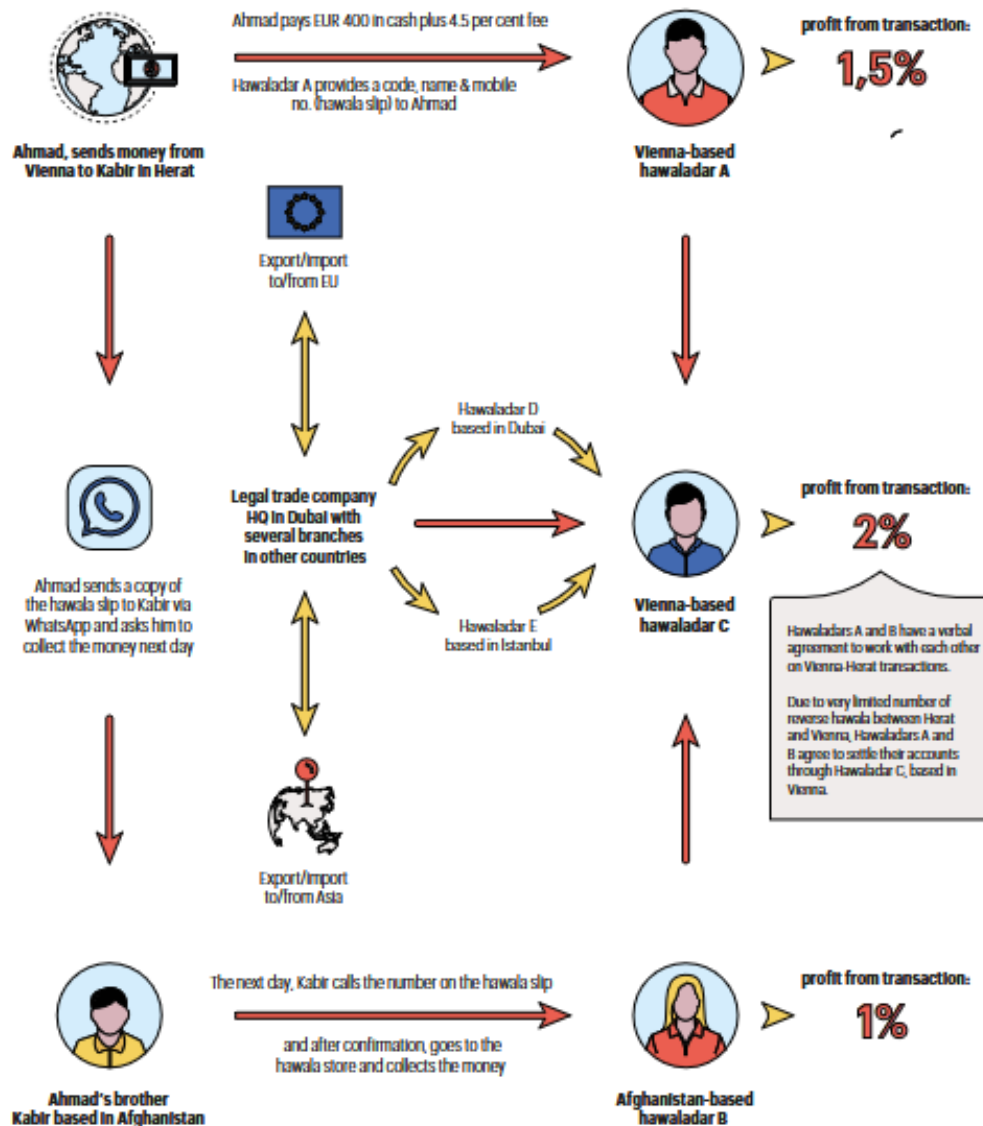 Ahmad pays EUR 400 in cash plus 4.5 per cent fee
Hawaladar A provides a code, name & mobile
no. (hawala slip) to Ahmad
profit from transaction:
1,5%
Ahmad, sends money from
Vienna to Kabir in Herat
Vienna-based
hawaladar A
Export/Import
to/from EU
Hawaladar D
based in Dubai
Legal trade company
HQ in Dubai with
several branches
in other countries
profit from transaction:
2%
Ahmad sends a copy of
the hawala slip to Kabir via
WhatsApp and asks him to
collect the money next day
Hawaladar E
based in Istanbul
Vienna-based
hawaladar C
Hawaladars A and B have a verbal
agreement to work with each other
on Vienna-Herat transactions.
Due to very limited number of
reverse hawala between Herat
and Vienna, Hawaladars A and
B agree to settle their accounts
through Hawaladar C, based in
Vienna.
Export/Import
to/from Asia
The next day, Kabir calls the number on the hawala slip
and after confirmation, goes to the
hawala store and collects the money
profit from transaction:
1%
Ahmad's brother
Kabir based in Afghanistan
Afghanistan-based
hawaladar B